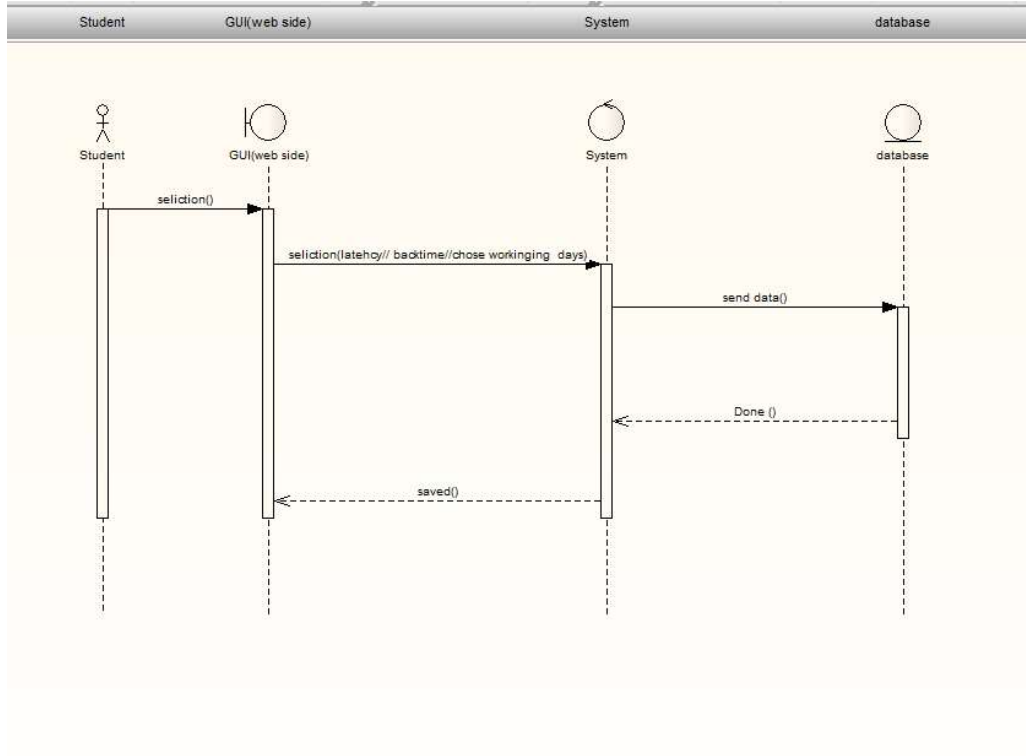 Student
GUI(web side)
System
database
Student
GUI(web side)
System
database
seliction()
seliction(latehcy// backtime//chose workinging days)
send data()
Done ()
saved()